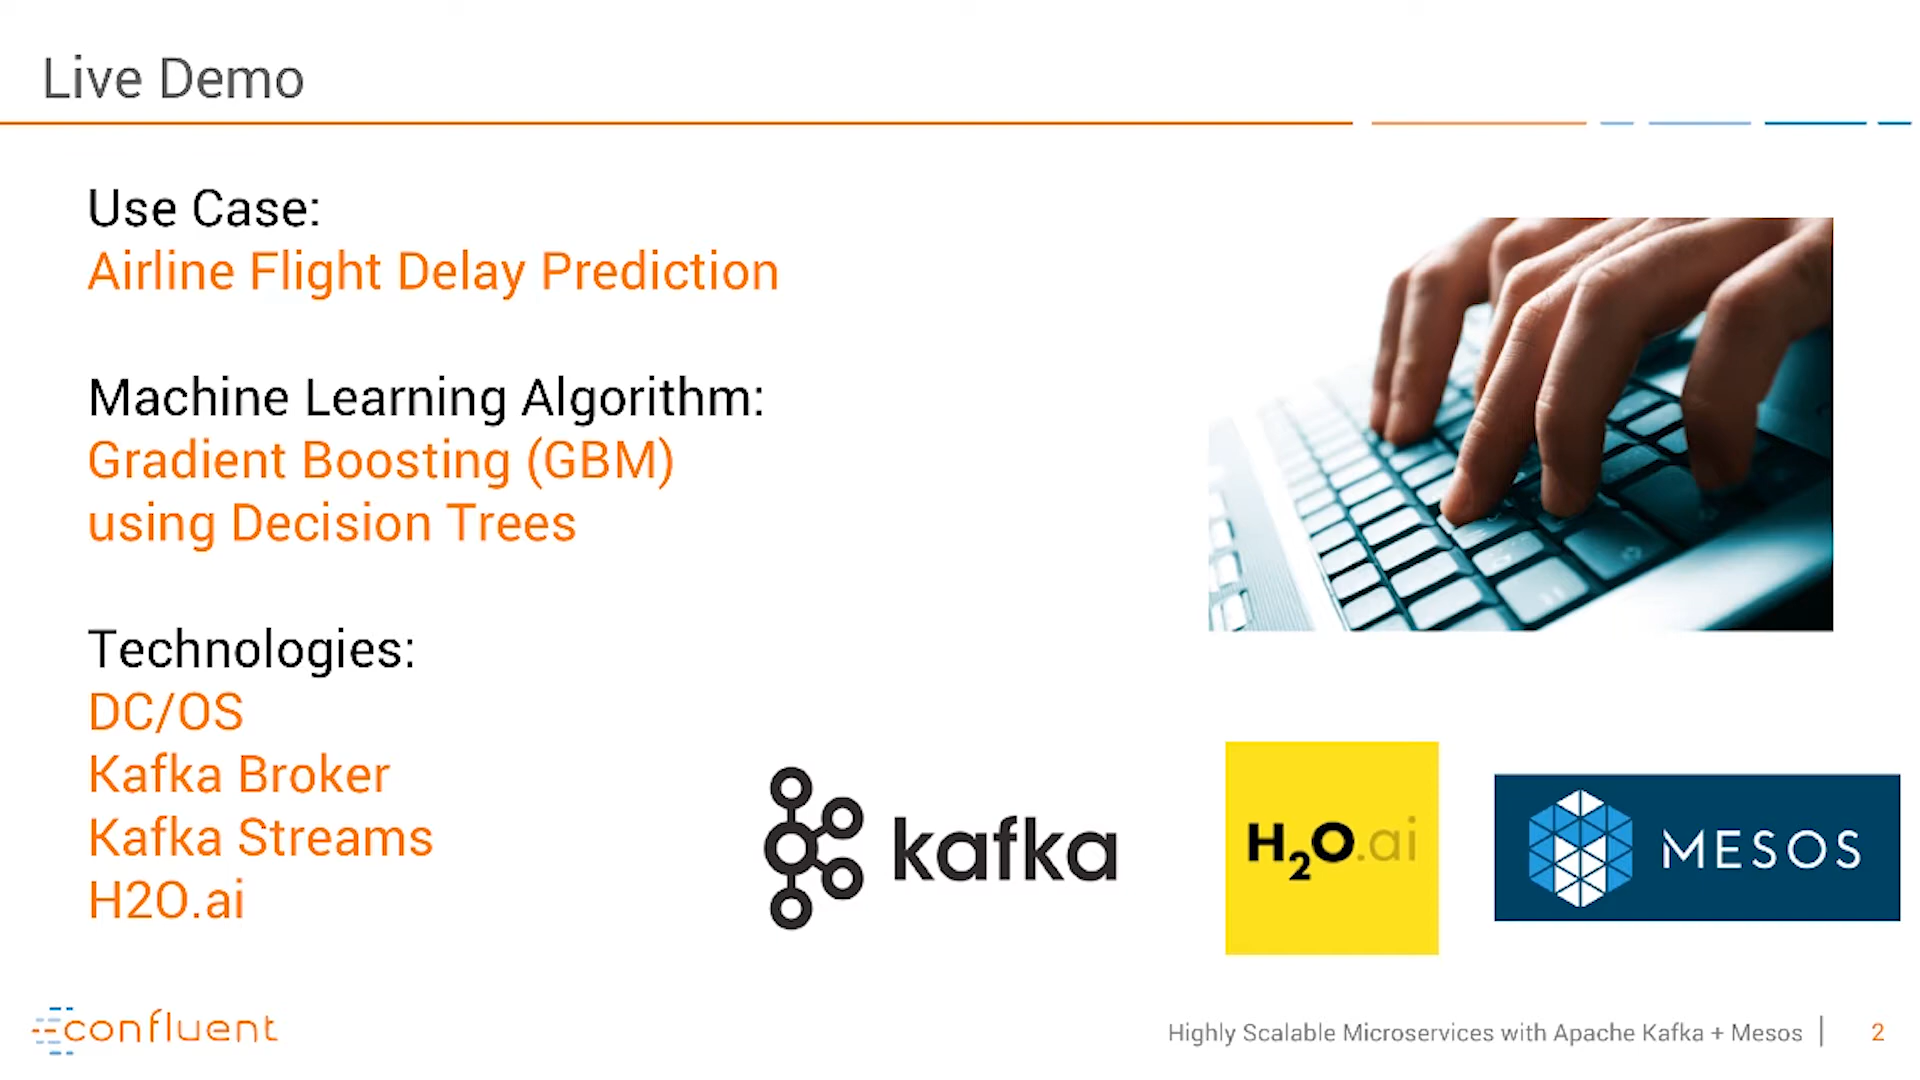 Live Demo
Use Case:
Airline Flight Delay Prediction
Machine Learning Algorithm:
Gradient Boosting (GBM)
using Decision Trees
Technologies:
DC/OS
Kafka Broker
Kafka Streams
H2O.ai
kafka
H2O.ai
MESOS
confluent
Highly Scalable Microservices with Apache Kafka + Mesos | 2